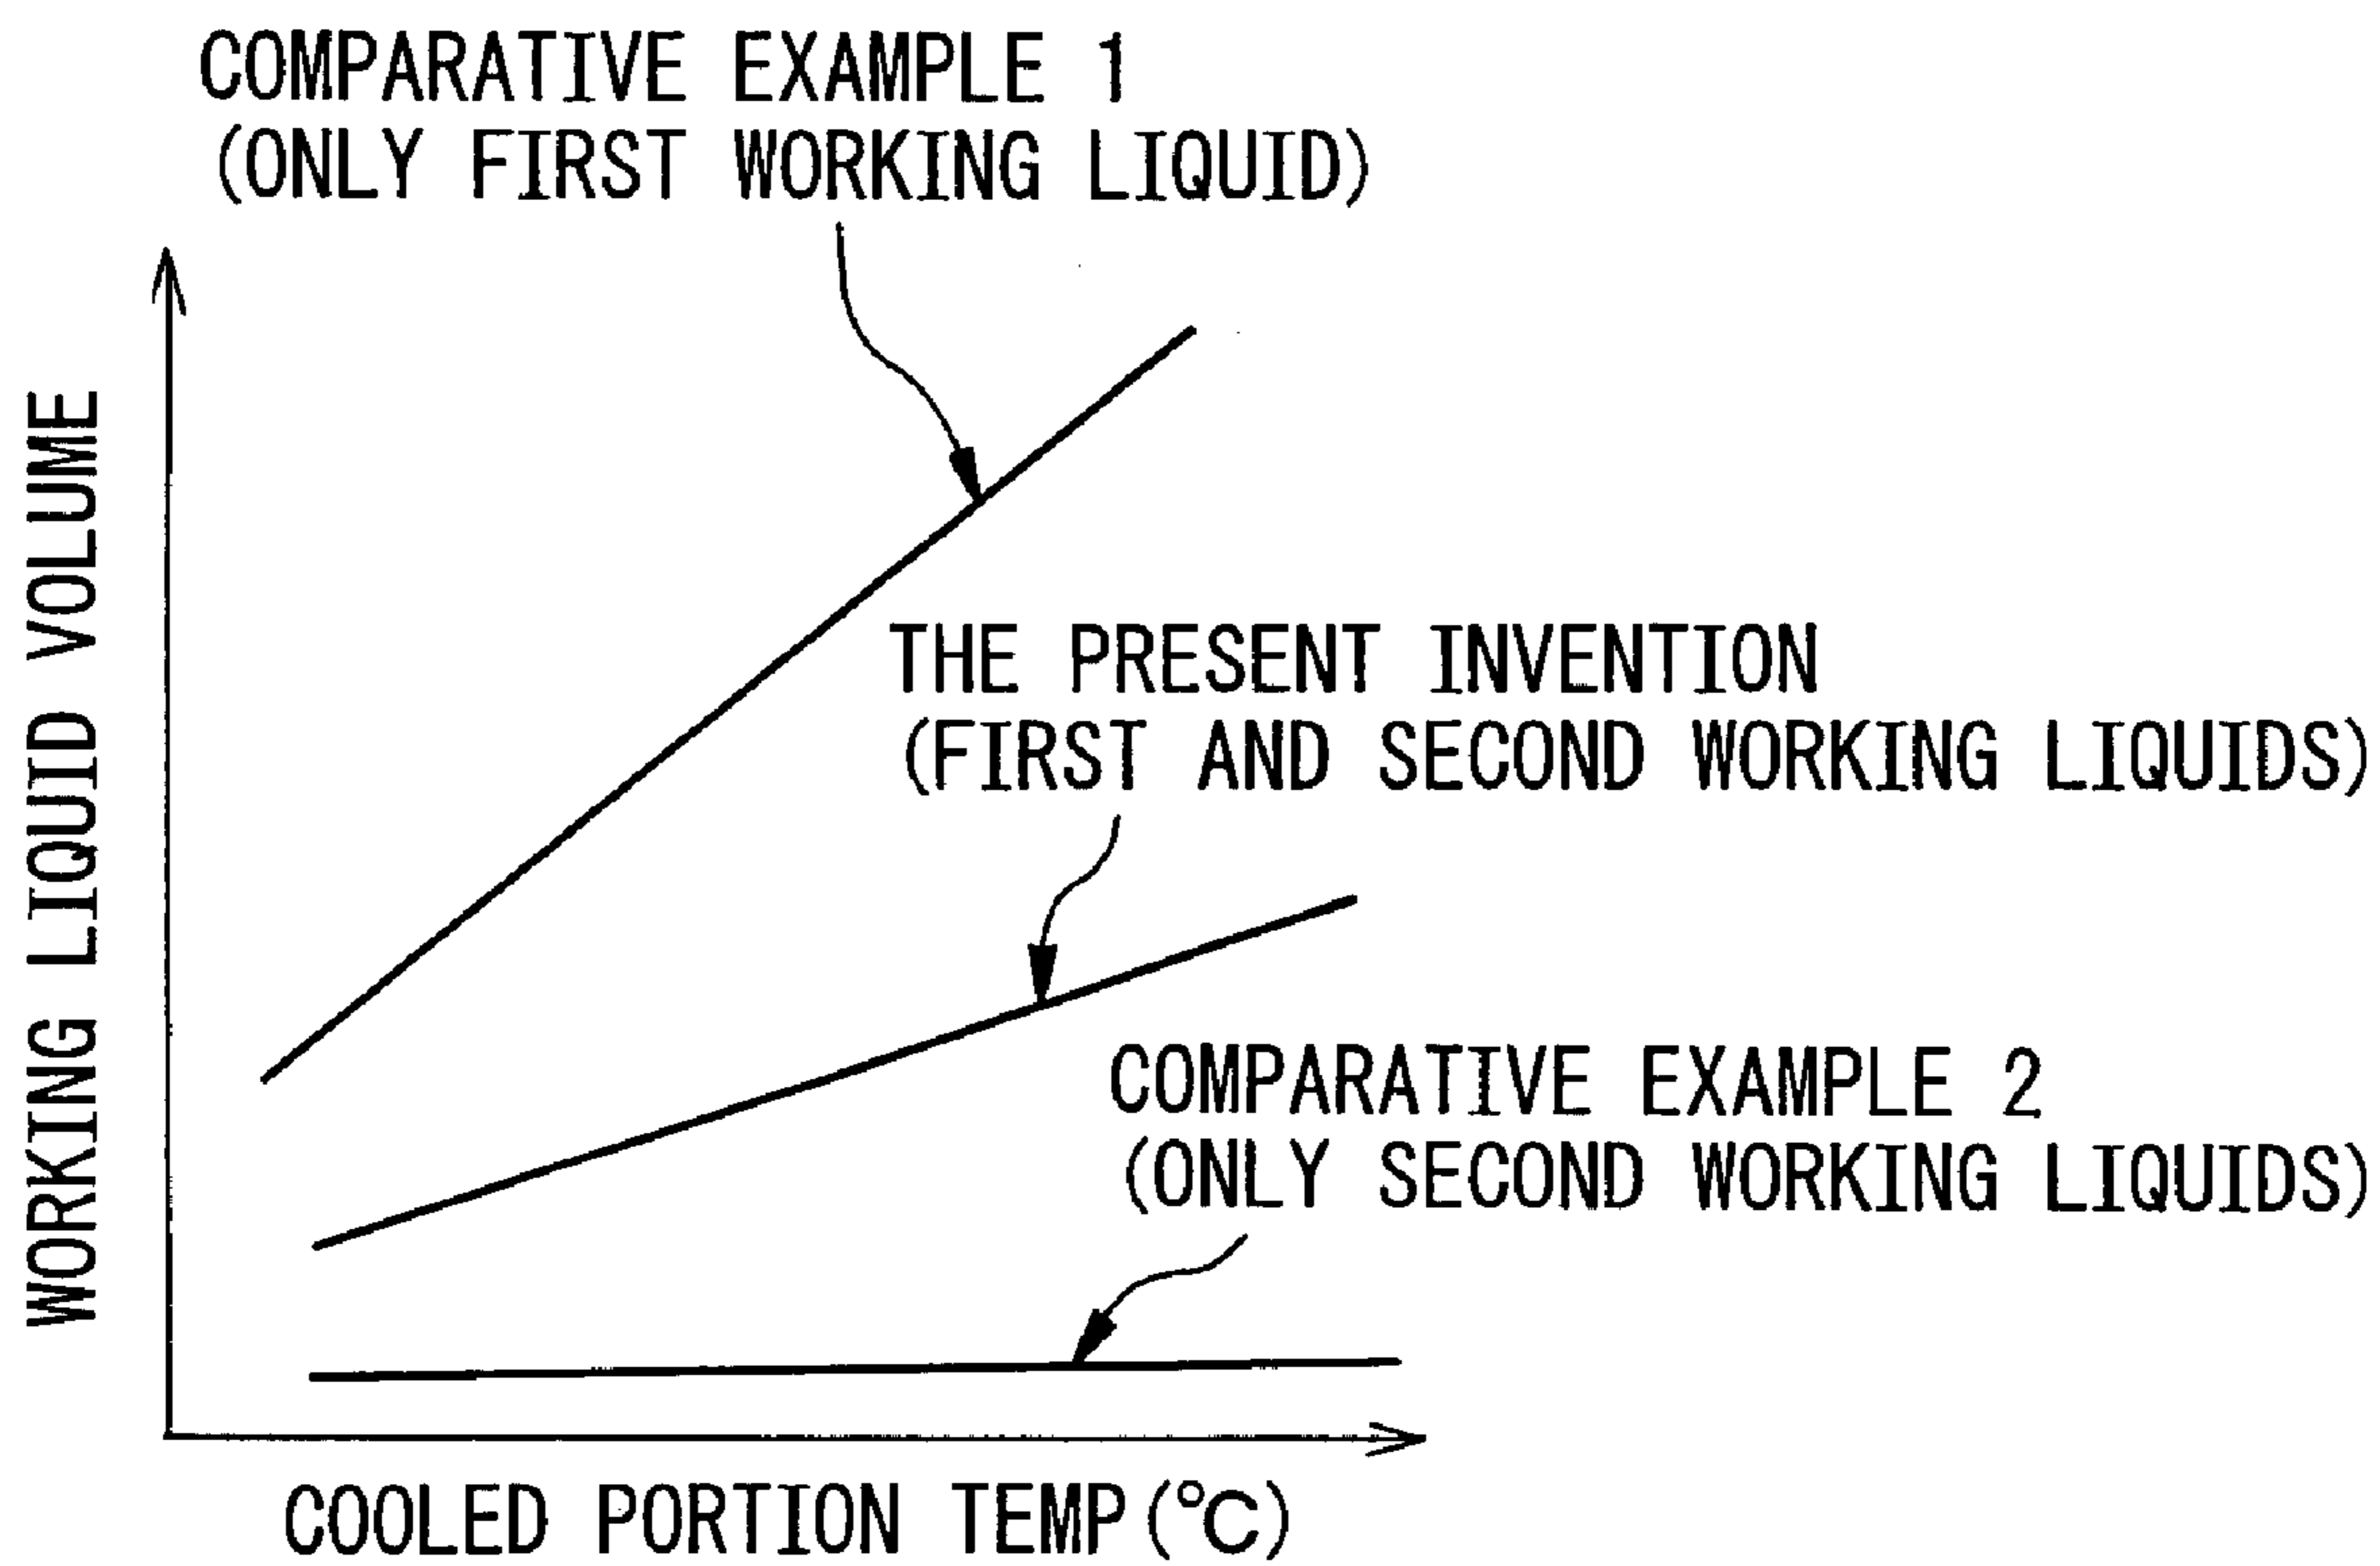 COMPARATIVE EXAMPLE 1
(ONLY FIRST WORKING LIQUID)
WORKING LIQUID VOLUME
THE PRESENT INVENTION
(FIRST AND SECOND WORKING LIQUIDS)
COMPARATIVE EXAMPLE 2
(ONLY SECOND WORKING LIQUIDS)
COOLED PORTION TEMP(°C)